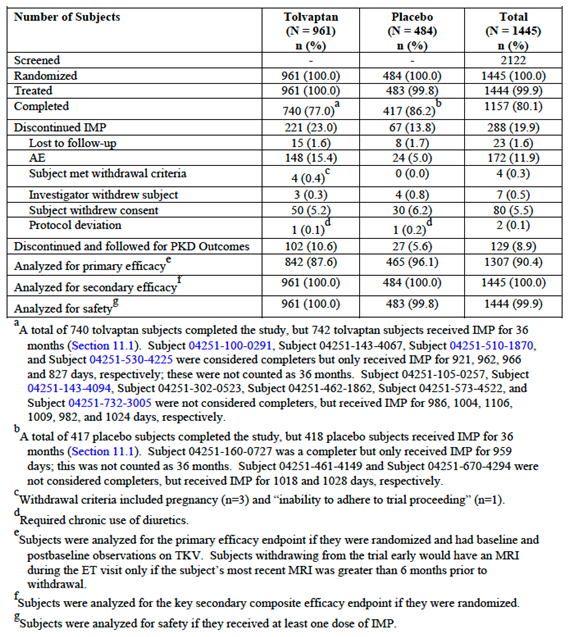 Number of Subjects Tolvaptan Placebo Total
(N = 961) (N = 484) (N = 1445)
n (%) n (%) n (%)
Screened - - 2122
Randomized 961 (100.0) 484 (100.0) 1445 (100.0)
Treated 961 (100.0) 483 (99.8) 1444 (99.9)
Completed 740 (77.0)a 417 (86.2)b 1157 (80.1)
Discontinued IMP 221 (23.0) 67 (13.8) 288 (19.9)
Lost to follow-up 15 (1.6) 8 (1.7) 23 (1.6)
AE 148 (15.4) 24 (5.0) 172 (11.9)
Subject met withdrawal criteria 4 (0.4)c 0 (0.0) 4 (0.3)
Investigator withdrew subject 3 (0.3) 4 (0.8) 7 (0.5)
Subject withdrew consent 50 (5.2) 30 (6.2) 80 (5.5)
Protocol deviation 1 (0.1)d 1 (0.2)d 2 (0.1)
Discontinued and followed for PKD Outcomes 102 (10.6) 27 (5.6) 129 (8.9)
Analyzed for primary efficacye 842 (87.6) 465 (96.1) 1307 (90.4)
Analyzed for secondary efficacyf 961 (100.0) 484 (100.0) 1445 (100.0)
Analyzed for safetyg 961 (100.0) 483 (99.8) 1444 (99.9)
aA total of 740 tolvaptan subjects completed the study, but 742 tolvaptan subjects received IMP for 36
months (Section 11.1). Subject 04251-100-0291, Subject 04251-143-4067, Subject 04251-510-1870,
and Subject 04251-530-4225 were considered completers but only received IMP for 921, 962, 966
and 827 days, respectively; these were not counted as 36 months. Subject 04251-105-0257, Subject
04251-143-4094, Subject 04251-302-0523, Subject 04251-462-1862, Subject 04251-573-4522, and
Subject 04251-732-3005 were not considered completers, but received IMP for 986, 1004, 1106,
1009, 982, and 1024 days, respectively.
bA total of 417 placebo subjects completed the study, but 418 placebo subjects received IMP for 36
months (Section 11.1). Subject 04251-160-0727 was a completer but only received IMP for 959
days; this was not counted as 36 months. Subject 04251-461-4149 and Subject 04251-670-4294 were
not considered completers, but received IMP for 1018 and 1028 days, respectively.
cWithdrawal criteria included pregnancy (n=3) and “inability to adhere to trial proceeding” (n=1).
dRequired chronic use of diuretics.
eSubjects were analyzed for the primary efficacy endpoint if they were randomized and had baseline and
postbaseline observations on TKV. Subjects withdrawing from the trial early would have an MRI
during the ET visit only if the subject’s most recent MRI was greater than 6 months prior to
withdrawal.
fSubjects were analyzed for the key secondary composite efficacy endpoint if they were randomized.
gSubjects were analyzed for safety if they received at least one dose of IMP.